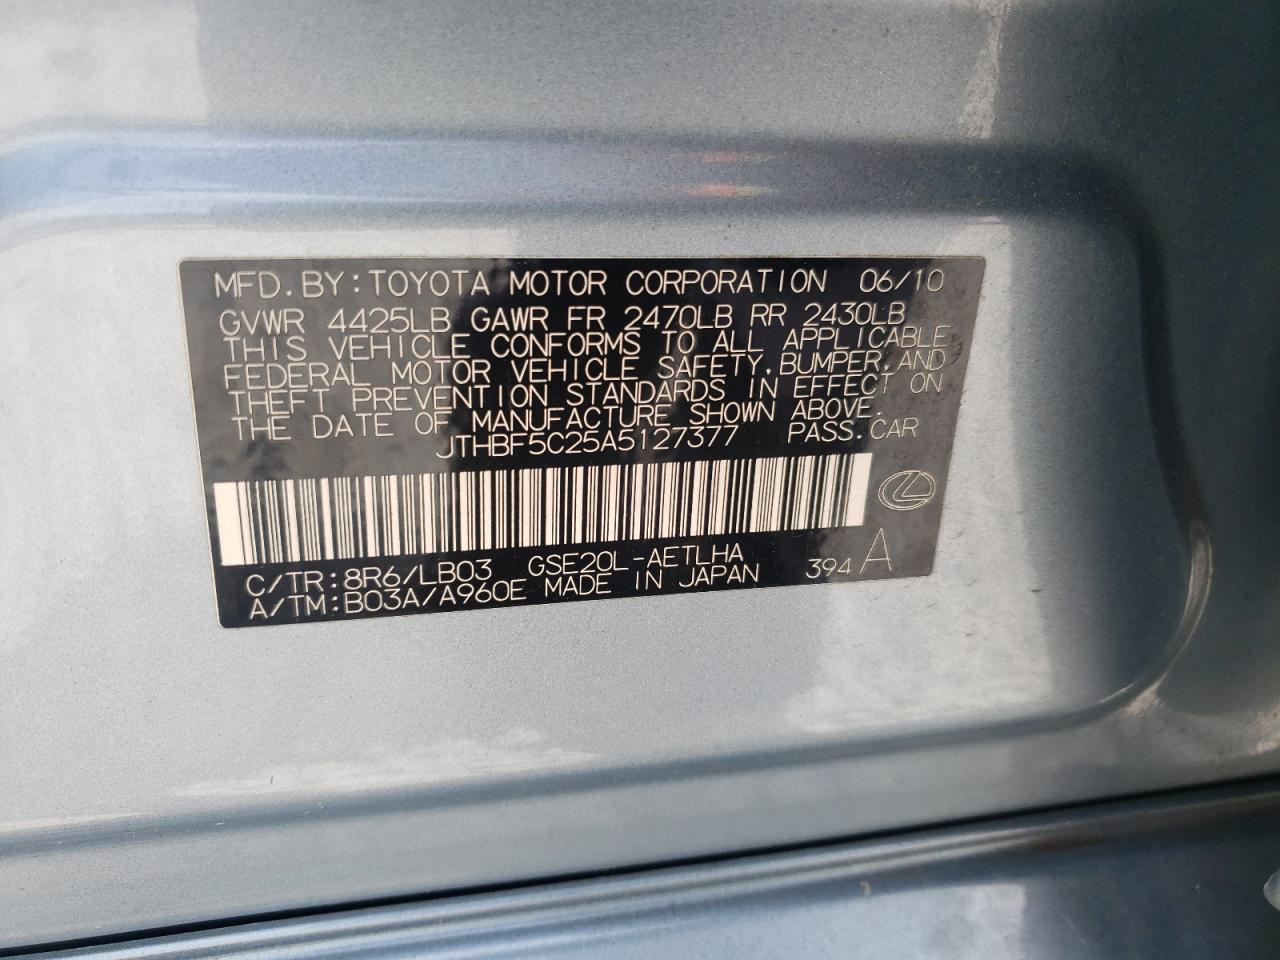 MFD. BY: TOYOTA MOTOR CORPORATION 06/10
GVWR 4425LB GAWR FR 2470LB RR 2430LB
THIS VEHICLE CONFORMS TO ALL APPLICABLE
FEDERAL MOTOR VEHICLE SAFETY, BUMPER, AND
THEFT PREVENTION STANDARDS IN EFFECT ON
THE DATE OF MANUFACTURE SHOWN ABOVE.
JTHBF5C25A5127377 PASS. CAR
C/TR: 8R6/LB03 GSE20L-AETLHA 394 A
A/TM: B03A/A960E MADE IN JAPAN